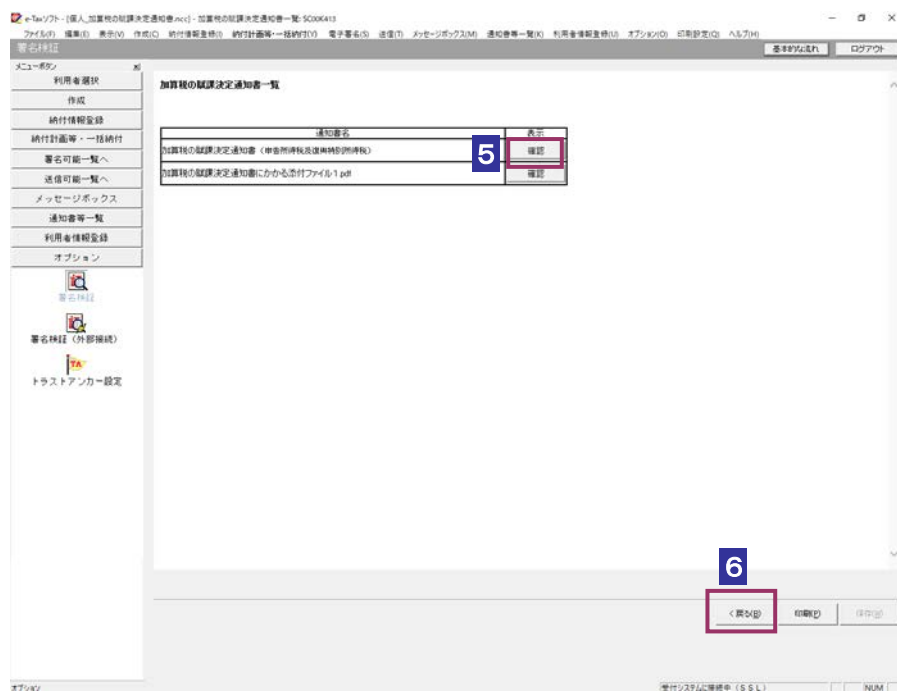 e-Taxソフト - [個人_加算税の賦課決定通知書.ncc] - 加算税の賦課決定通知書一覧: SC00K413
ファイル(F) 編集(E) 表示(V) 作成(C) 納付情報登録(I) 納付計画等・一括納付(Y) 電子署名(S) 送信(T) メッセージボックス(M) 通知書等一覧(K) 利用者情報登録(U) オプション(O) 印刷設定(Q) ヘルプ(H)
署名検証 基本的な流れ ログアウト
メニューボタン
利用者選択
作成
納付情報登録
納付計画等・一括納付
署名可能一覧へ
送信可能一覧へ
メッセージボックス
通知書等一覧
利用者情報登録
オプション
署名検証
署名検証（外部接続）
TA
トラストアンカー設定
加算税の賦課決定通知書一覧
通知書名 表示
加算税の賦課決定通知書（申告所得税及復興特別所得税） 5 確認
加算税の賦課決定通知書にかかる添付ファイル1.pdf 確認
6
< 戻る(B) 印刷(P) 保存(W)
オプション 受付システムに接続中（ＳＳＬ） NUM